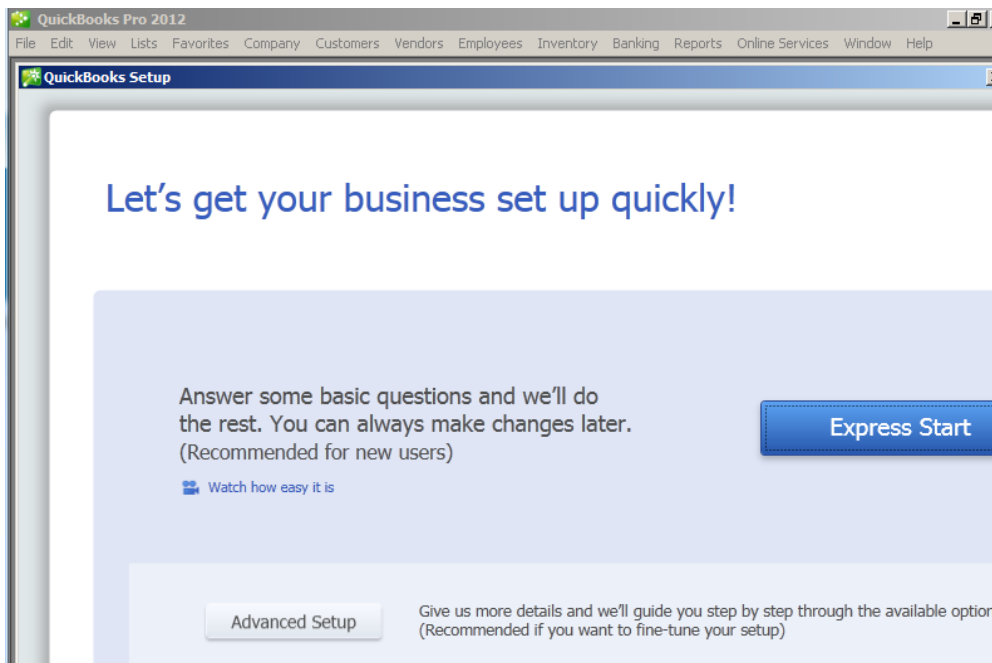 QuickBooks Pro 2012
File Edit View Lists Favorites Company Customers Vendors Employees Inventory Banking Reports Online Services Window Help
QuickBooks Setup
Let's get your business set up quickly!
Answer some basic questions and we'll do
the rest. You can always make changes later.
(Recommended for new users)
Express Start
Watch how easy it is
Advanced Setup
Give us more details and we'll guide you step by step through the available option
(Recommended if you want to fine-tune your setup)